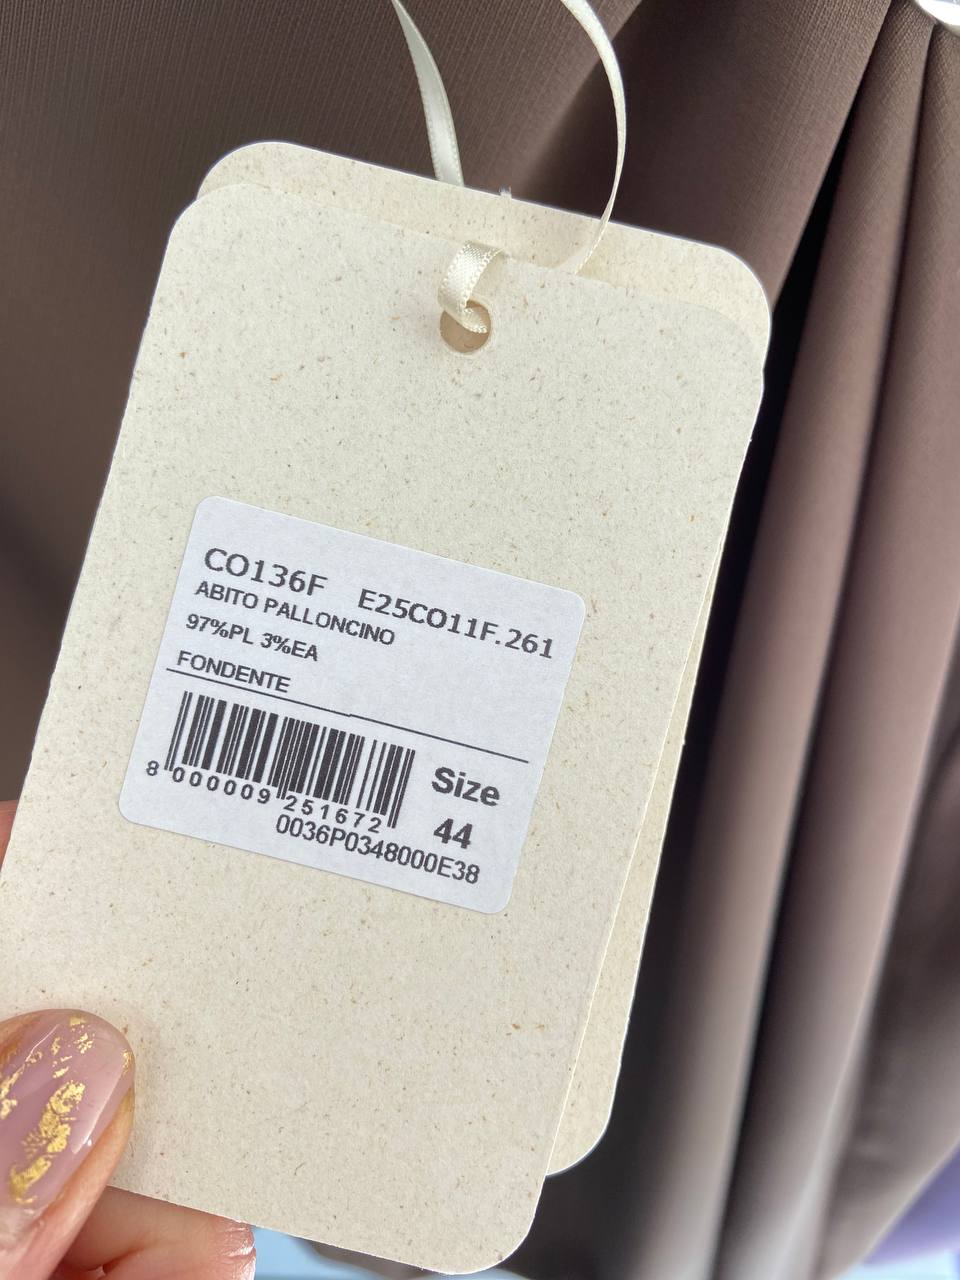 CO136F E25CO11F.261
ABITO PALLONCINO
97%PL 3%EA
FONDENTE
8 000009 251672
Size
44
0036P0348000E38